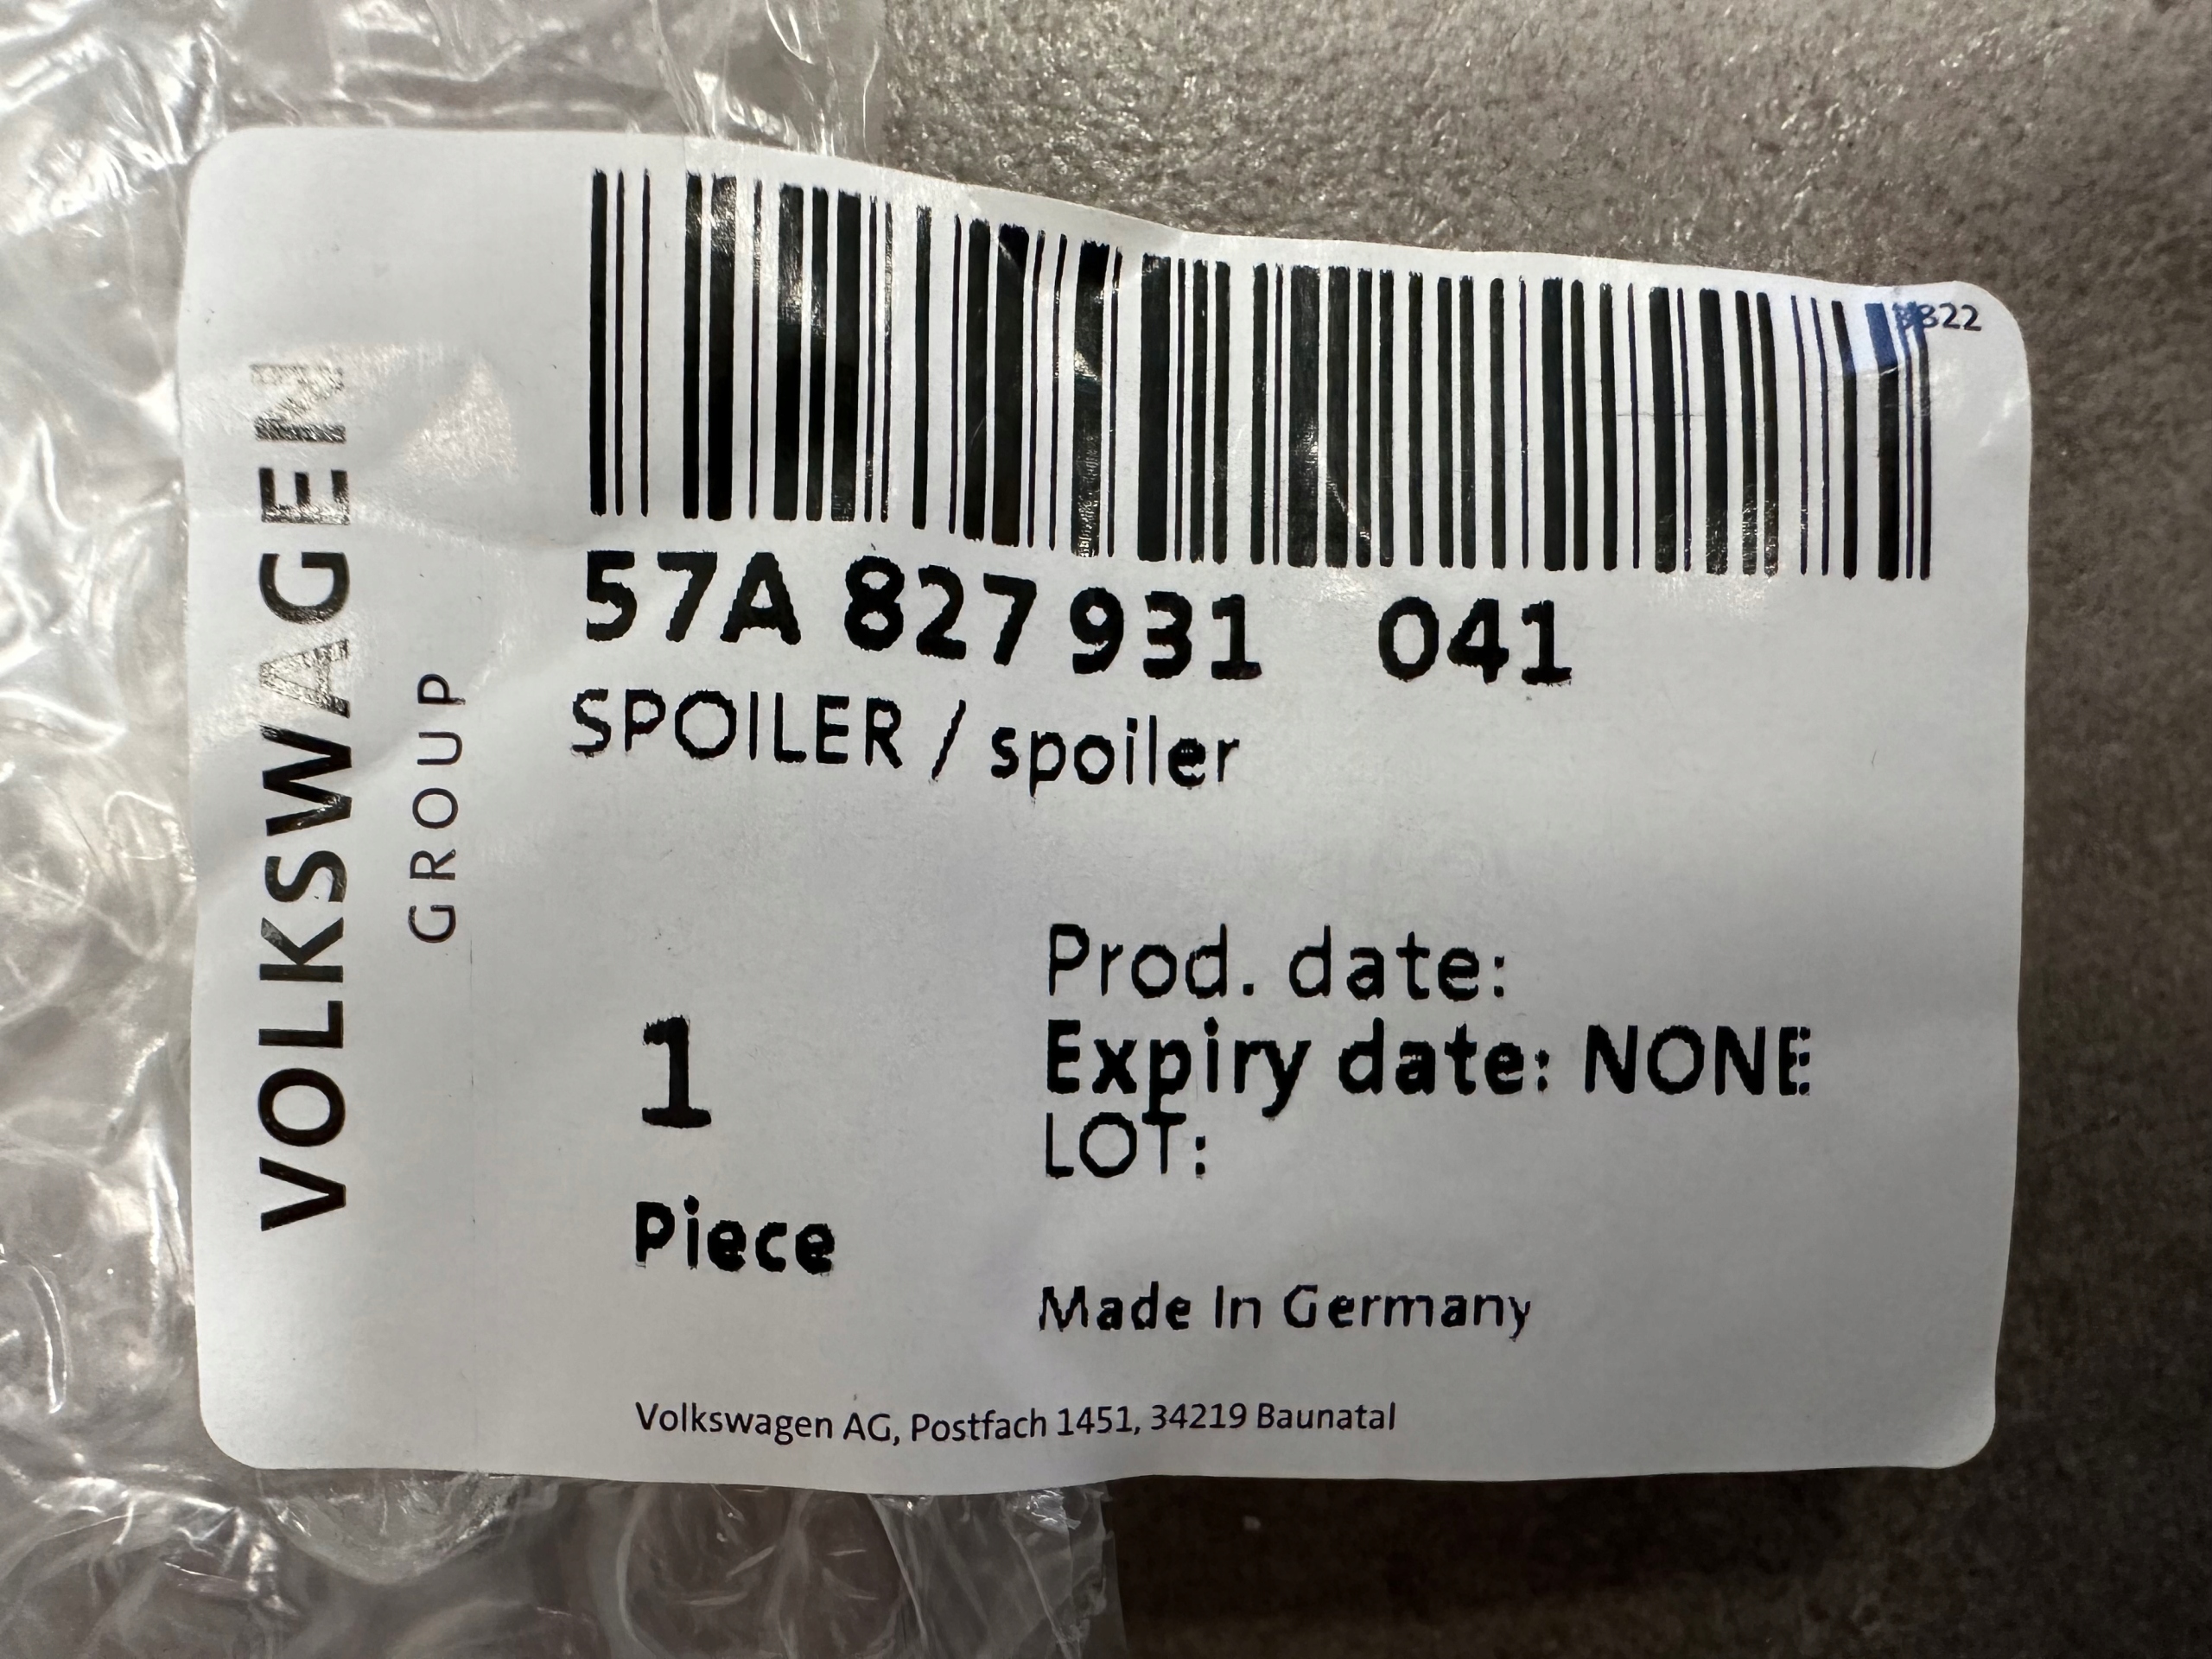 VOLKSWAGEN
GROUP
57A 827 931 041
SPOILER / spoiler
1
Piece
Prod. date:
Expiry date: NONE
LOT:
Made In Germany
Volkswagen AG, Postfach 1451, 34219 Baunatal